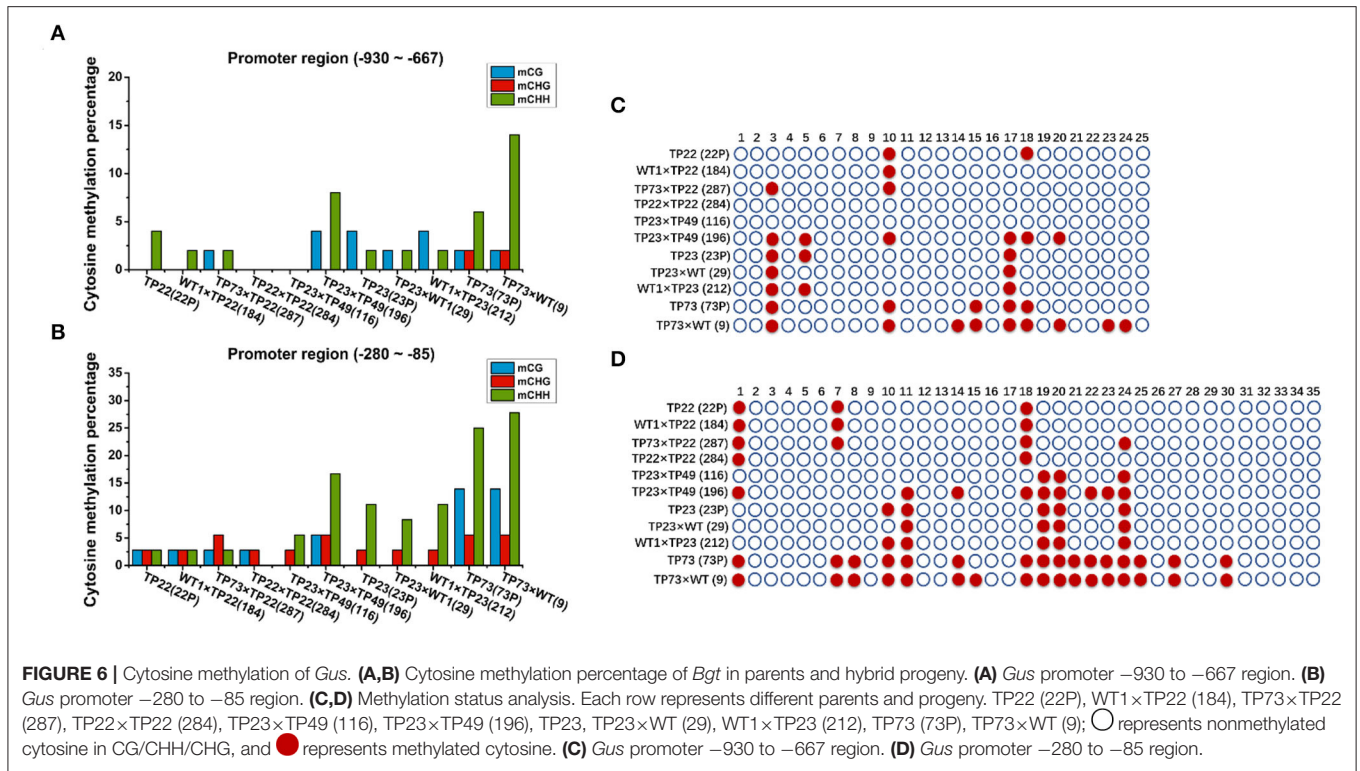 A
Promoter region (-930 ~ -667)
mCG
mCHG
mCHH
Cytosine methylation percentage
20
15
10
5
0
TP22(22P)
WT1×TP22(184)
TP73×TP22(287)
TP22×TP22(284)
TP23×TP49(116)
TP23×TP49(196)
TP23(23P)
TP23×WT1(29)
WT1×TP23(212)
TP73(73P)
TP73×WT(9)
B
Promoter region (-280 ~ -85)
mCG
mCHG
mCHH
Cytosine methylation percentage
35
30
25
20
15
10
5
0
TP22(22P)
WT1×TP22(184)
TP73×TP22(287)
TP22×TP22(284)
TP23×TP49(116)
TP23×TP49(196)
TP23(23P)
TP23×WT1(29)
WT1×TP23(212)
TP73(73P)
TP73×WT(9)
C
1 2 3 4 5 6 7 8 9 10 11 12 13 14 15 16 17 18 19 20 21 22 23 24 25
TP22 (22P)
WT1×TP22 (184)
TP73×TP22 (287)
TP22×TP22 (284)
TP23×TP49 (116)
TP23×TP49 (196)
TP23 (23P)
TP23×WT (29)
WT1×TP23 (212)
TP73 (73P)
TP73×WT (9)
D
1 2 3 4 5 6 7 8 9 10 11 12 13 14 15 16 17 18 19 20 21 22 23 24 25 26 27 28 29 30 31 32 33 34 35
TP22 (22P)
WT1×TP22 (184)
TP73×TP22 (287)
TP22×TP22 (284)
TP23×TP49 (116)
TP23×TP49 (196)
TP23 (23P)
TP23×WT (29)
WT1×TP23 (212)
TP73 (73P)
TP73×WT (9)
FIGURE 6 | Cytosine methylation of Gus. (A,B) Cytosine methylation percentage of Bgt in parents and hybrid progeny. (A) Gus promoter −930 to −667 region. (B)
Gus promoter −280 to −85 region. (C,D) Methylation status analysis. Each row represents different parents and progeny. TP22 (22P), WT1×TP22 (184), TP73×TP22
(287), TP22×TP22 (284), TP23×TP49 (116), TP23×TP49 (196), TP23, TP23×WT (29), WT1×TP23 (212), TP73 (73P), TP73×WT (9); represents nonmethylated
cytosine in CG/CHH/CHG, and represents methylated cytosine. (C) Gus promoter −930 to −667 region. (D) Gus promoter −280 to −85 region.